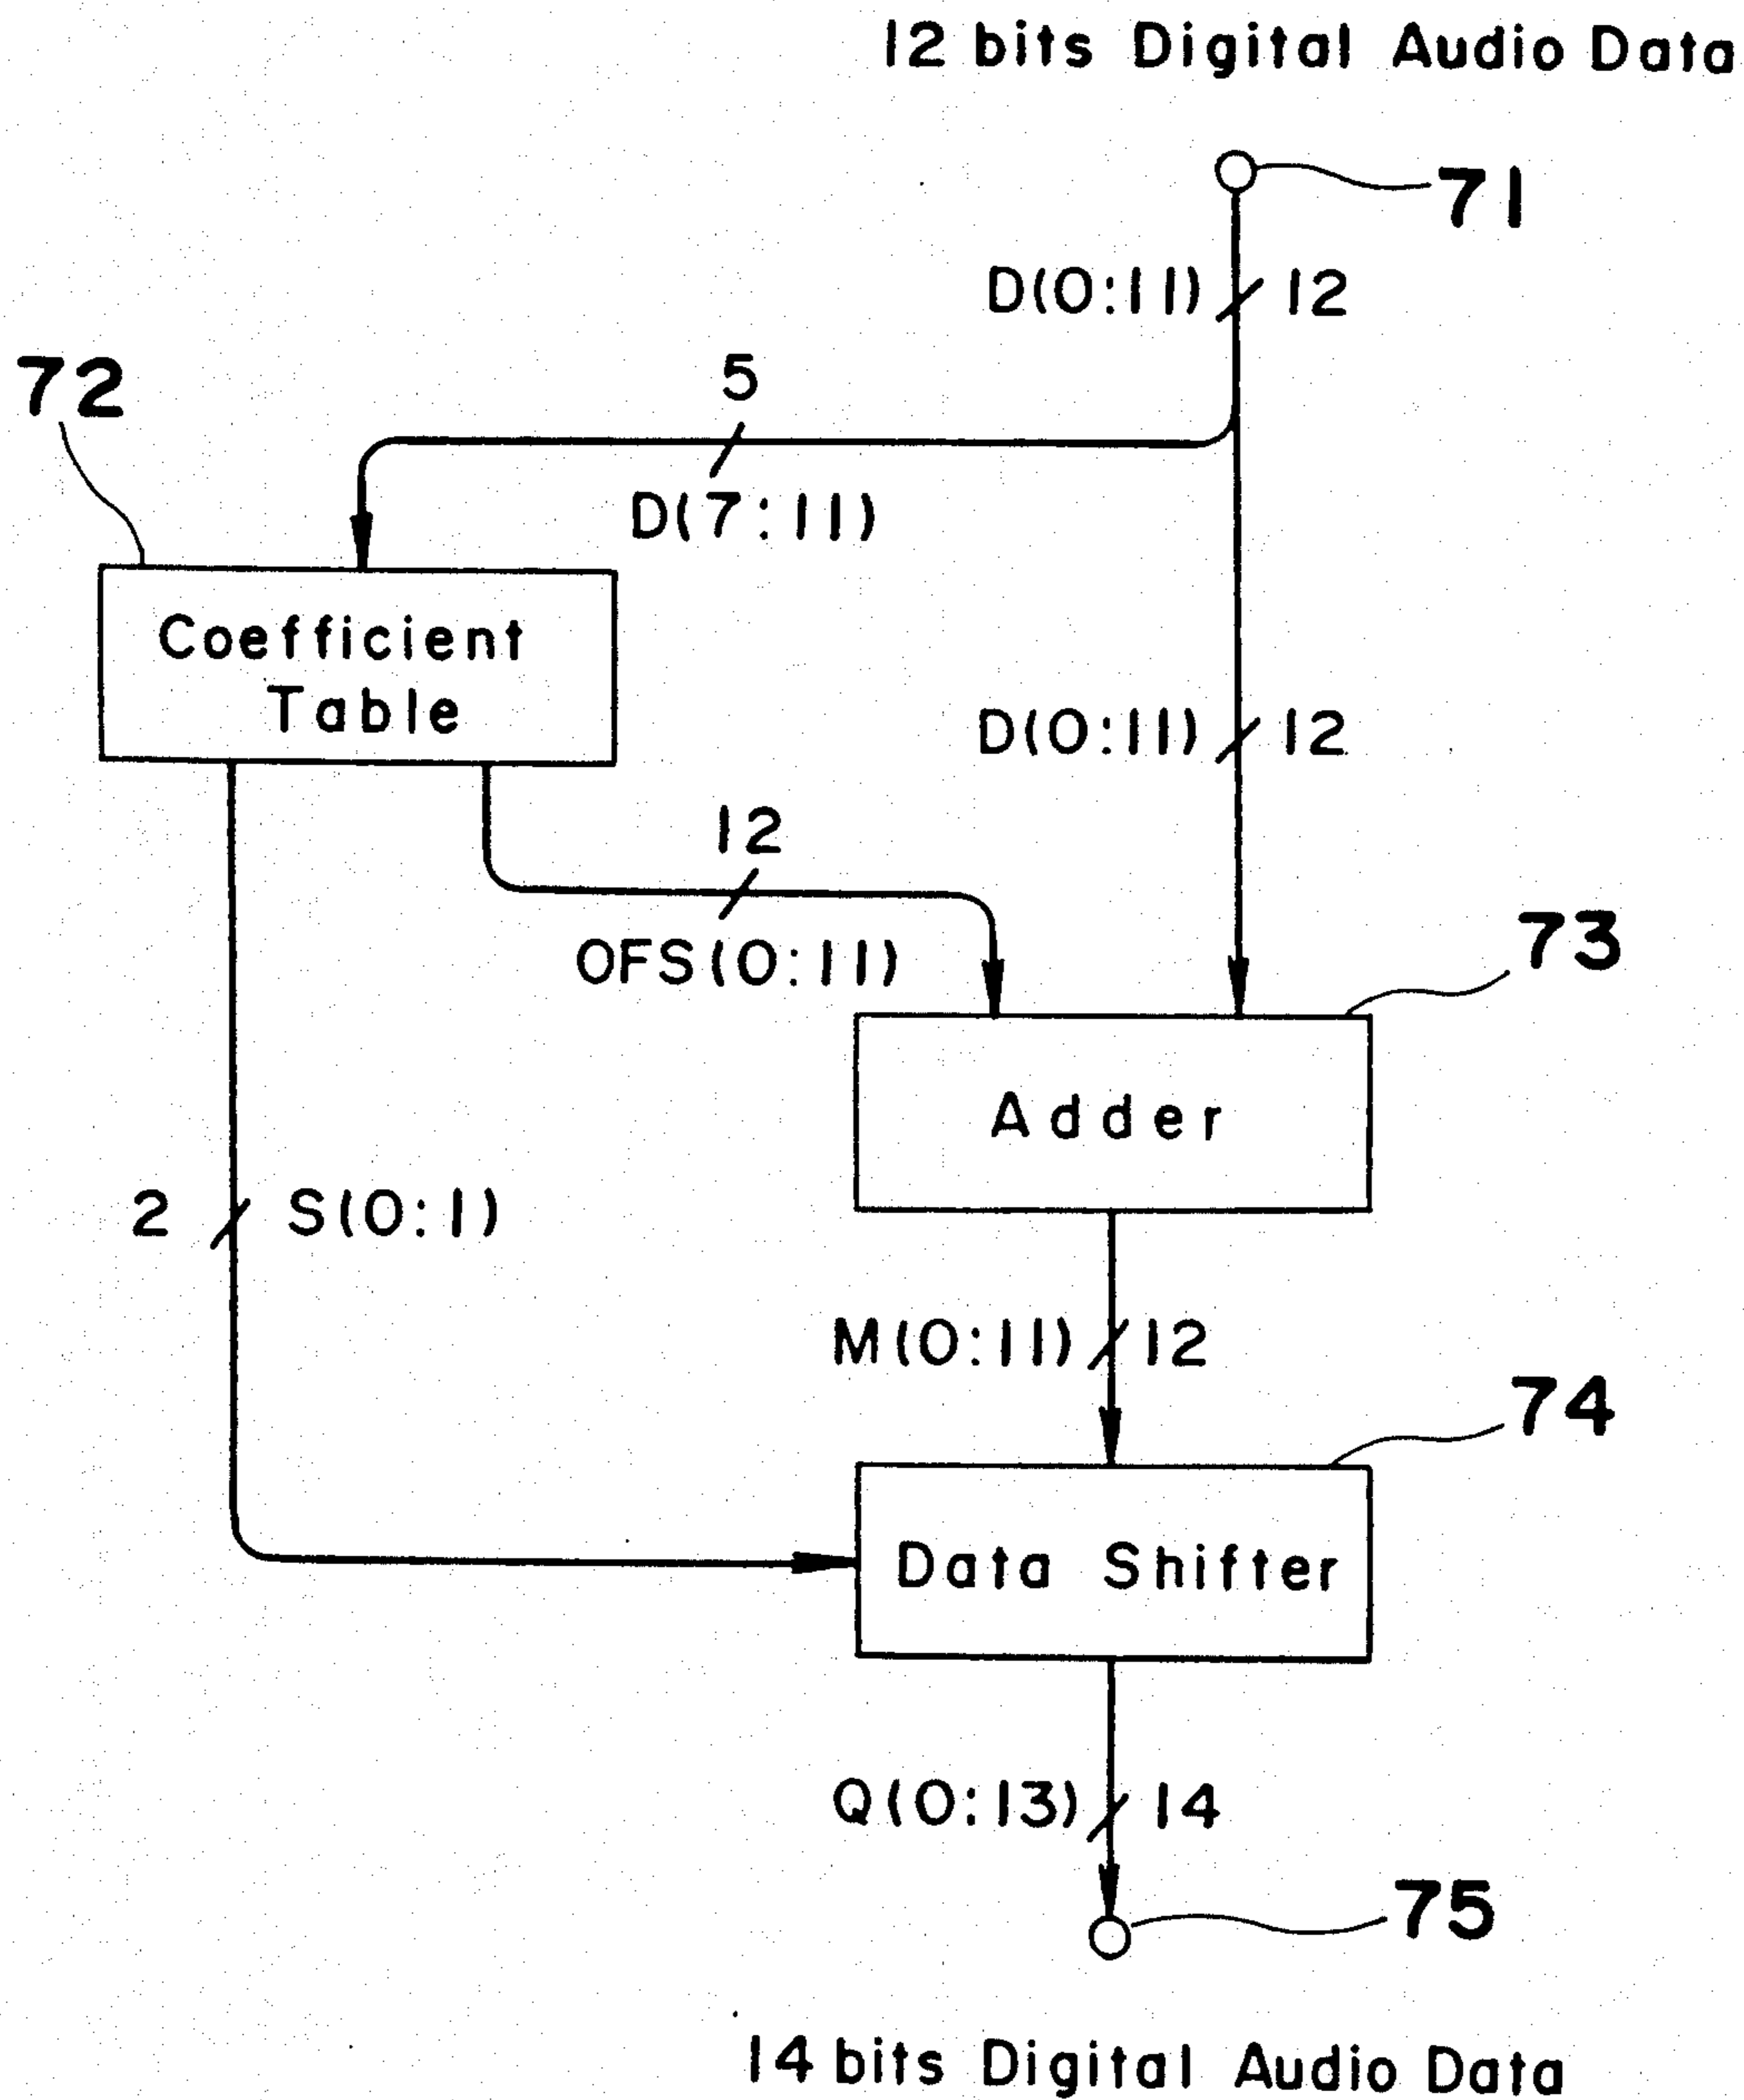 12 bits Digital Audio Data
71
D(0:11) 12
72
5
D(7:11)
Coefficient
Table
D(0:11) 12
12
OFS(0:11)
73
Adder
2 S(0:1)
M(0:11) 12
74
Data Shifter
Q(0:13) 14
75
14 bits Digital Audio Data